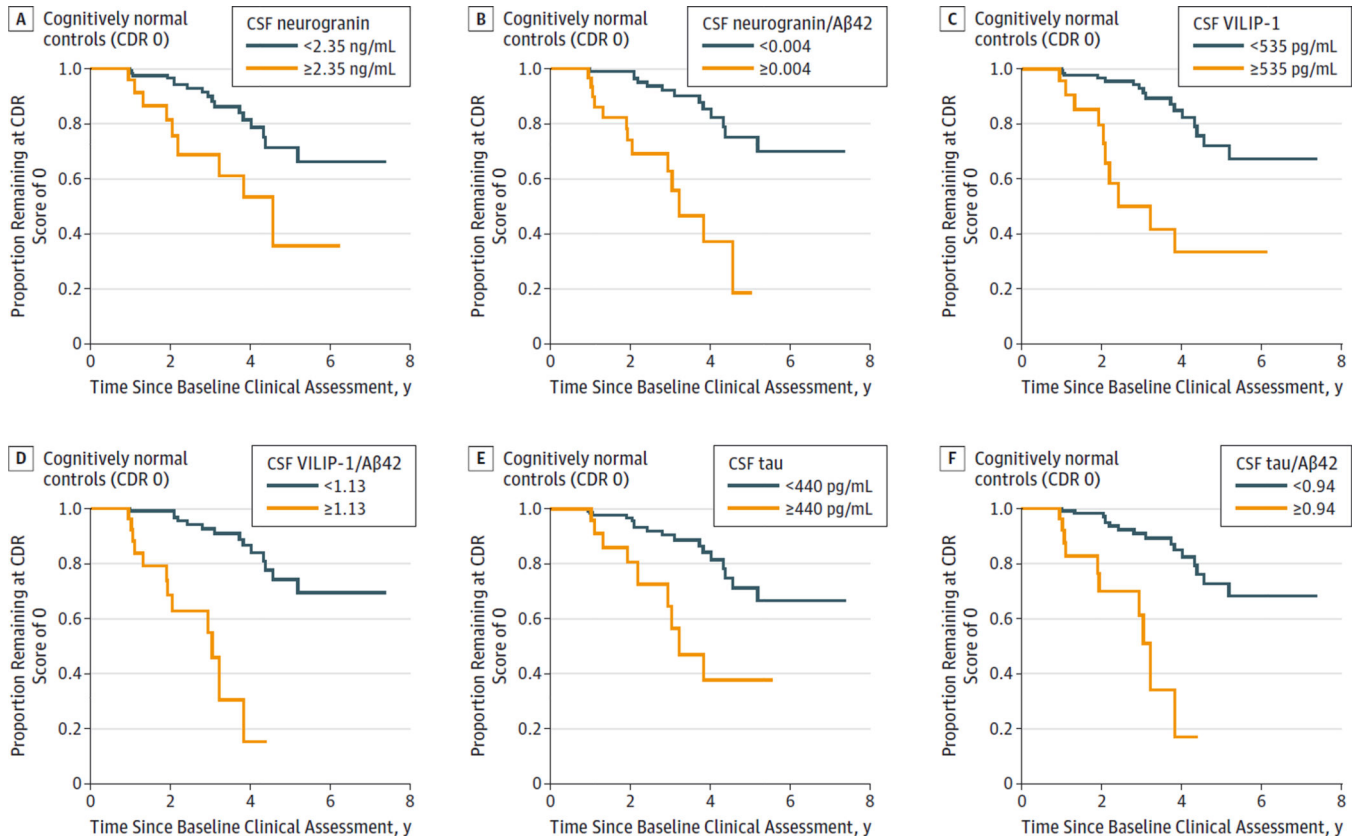 A Cognitively normal
controls (CDR 0)
CSF neurogranin
<2.35 ng/mL
≥2.35 ng/mL
Proportion Remaining at CDR
Score of 0
1.0
0.8
0.6
0.4
0.2
0
0 2 4 6 8
Time Since Baseline Clinical Assessment, y
B Cognitively normal
controls (CDR 0)
CSF neurogranin/Aβ42
<0.004
≥0.004
Proportion Remaining at CDR
Score of 0
1.0
0.8
0.6
0.4
0.2
0
0 2 4 6 8
Time Since Baseline Clinical Assessment, y
C Cognitively normal
controls (CDR 0)
CSF VILIP-1
<535 pg/mL
≥535 pg/mL
Proportion Remaining at CDR
Score of 0
1.0
0.8
0.6
0.4
0.2
0
0 2 4 6 8
Time Since Baseline Clinical Assessment, y
D Cognitively normal
controls (CDR 0)
CSF VILIP-1/Aβ42
<1.13
≥1.13
Proportion Remaining at CDR
Score of 0
1.0
0.8
0.6
0.4
0.2
0
0 2 4 6 8
Time Since Baseline Clinical Assessment, y
E Cognitively normal
controls (CDR 0)
CSF tau
<440 pg/mL
≥440 pg/mL
Proportion Remaining at CDR
Score of 0
1.0
0.8
0.6
0.4
0.2
0
0 2 4 6 8
Time Since Baseline Clinical Assessment, y
F Cognitively normal
controls (CDR 0)
CSF tau/Aβ42
<0.94
≥0.94
Proportion Remaining at CDR
Score of 0
1.0
0.8
0.6
0.4
0.2
0
0 2 4 6 8
Time Since Baseline Clinical Assessment, y